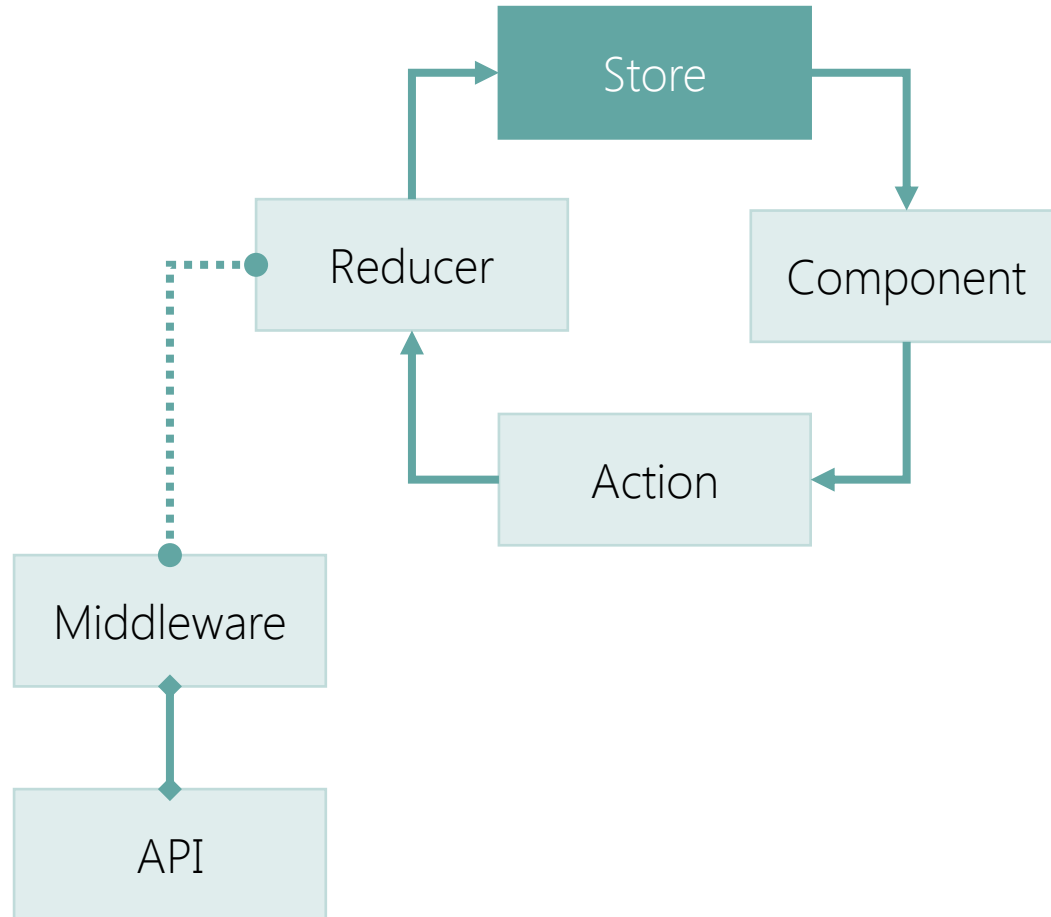 Store
Reducer
Component
Action
Middleware
API